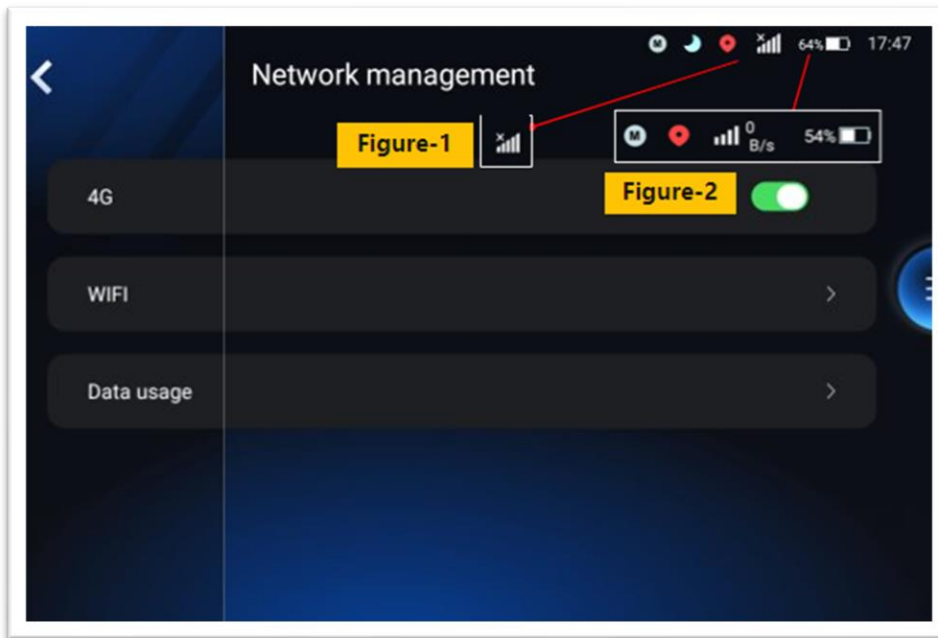 M 64% 17:47
Network management
Figure-1
M 0 B/s 54%
4G
Figure-2
WIFI
Data usage